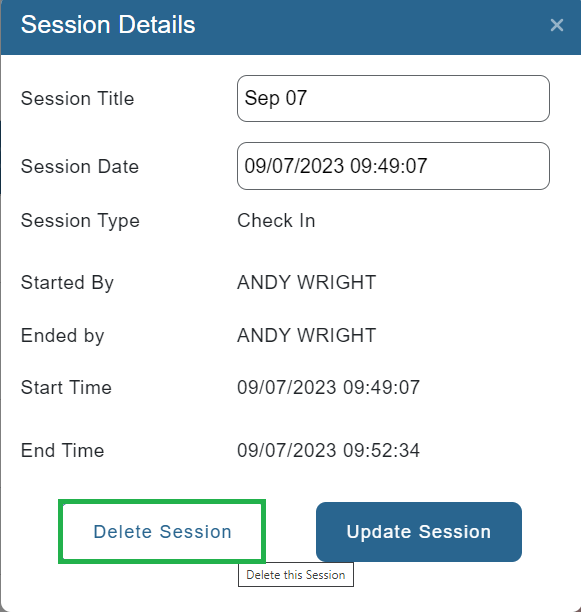 Session Details ×
Session Title Sep 07
Session Date 09/07/2023 09:49:07
Session Type Check In
Started By ANDY WRIGHT
Ended by ANDY WRIGHT
Start Time 09/07/2023 09:49:07
End Time 09/07/2023 09:52:34
Delete Session Update Session
Delete this Session